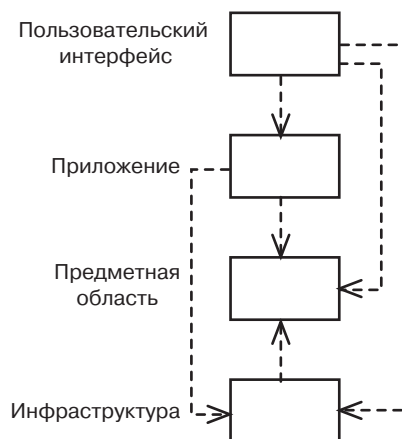 Пользовательский
интерфейс
Приложение
Предметная
область
Инфраструктура